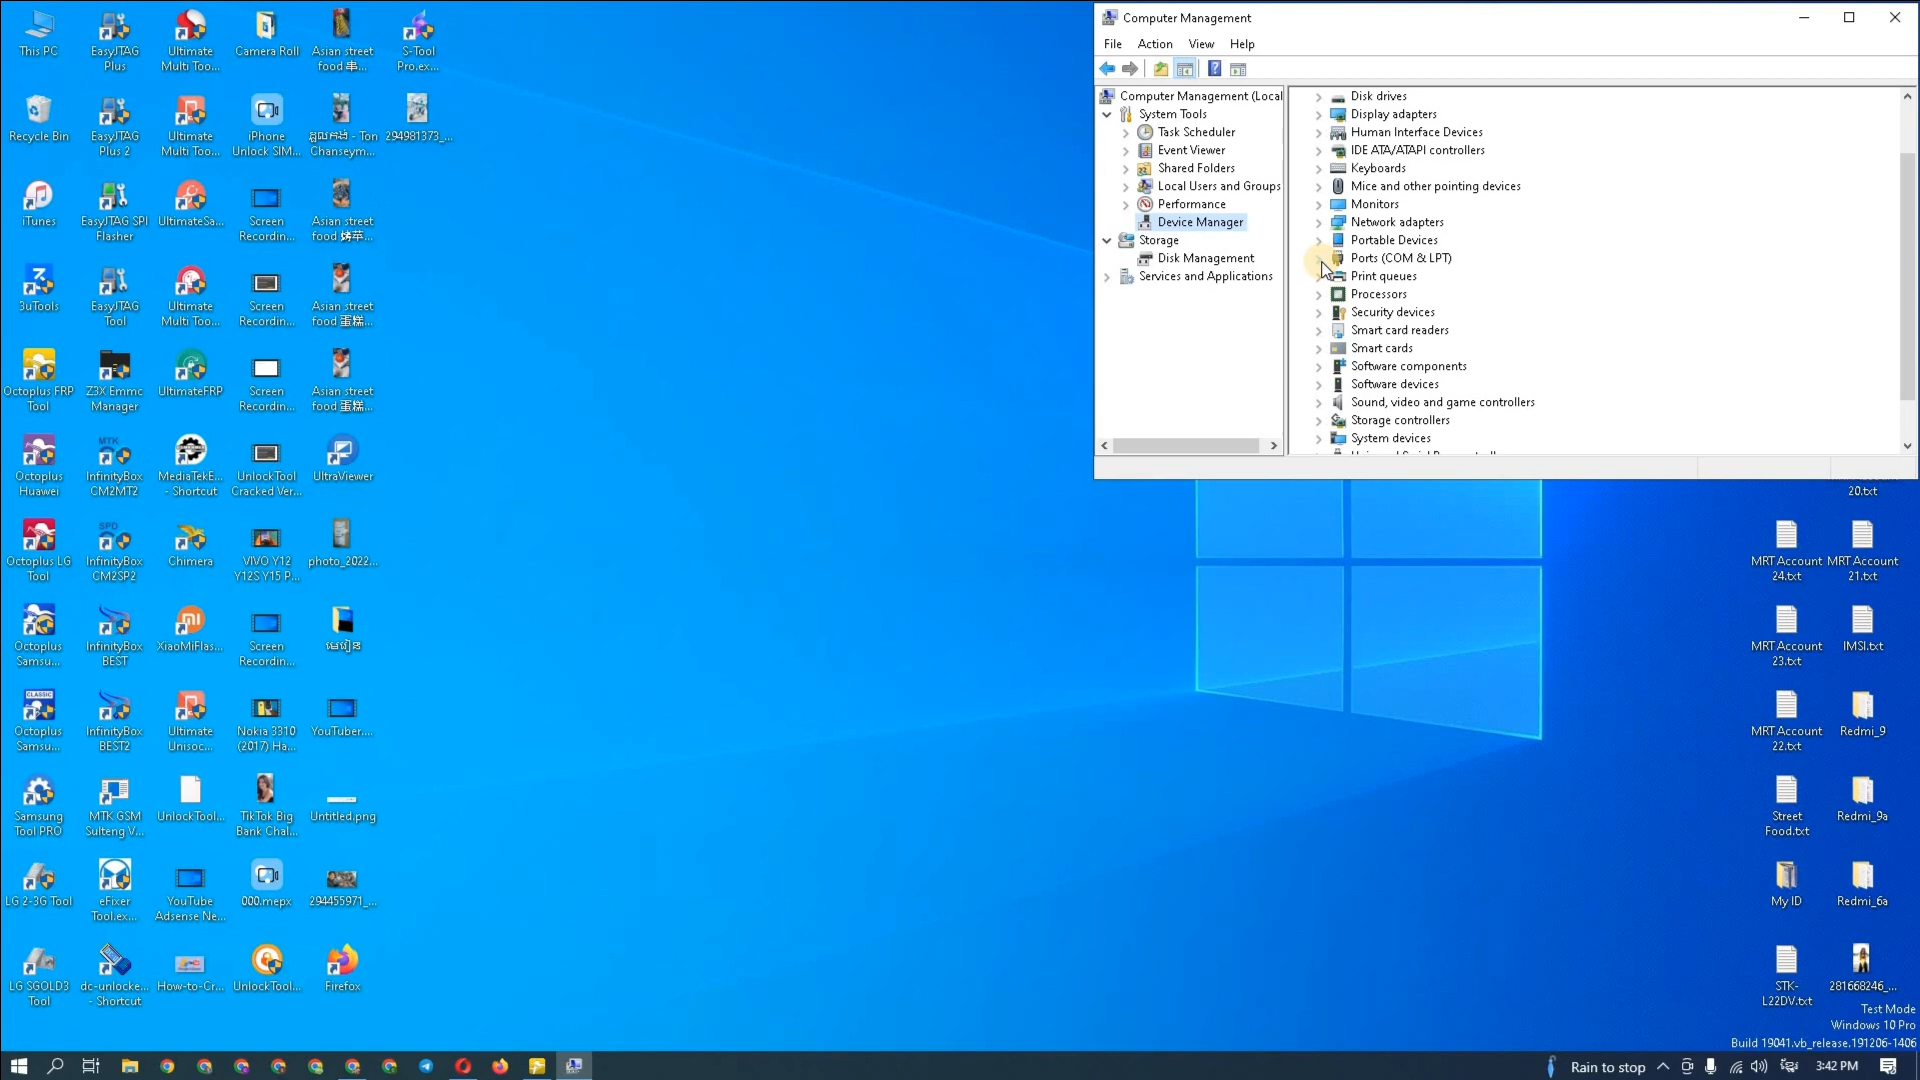 This PC
EasyJTAG
Plus
Ultimate
Multi Too...
Camera Roll
Asian street
food 串...
S-Tool
Pro.ex...
Recycle Bin
EasyJTAG
Plus 2
Ultimate
Multi Too...
iPhone
Unlock SIM...
- Ton
Chanseym...
294981373_...
iTunes
EasyJTAG SPI
Flasher
UltimateSa...
Screen
Recordin...
Asian street
food 烤苹...
3uTools
EasyJTAG
Tool
Ultimate
Multi Too...
Screen
Recordin...
Asian street
food 蛋糕...
Octoplus FRP
Tool
Z3X Emmc
Manager
UltimateFRP
Screen
Recordin...
Asian street
food 蛋糕...
Octoplus
Huawei
MTK
InfinityBox
CM2MT2
MediaTekE...
- Shortcut
UnlockTool
Cracked Ver...
UltraViewer
Octoplus LG
Tool
SPD
InfinityBox
CM2SP2
Chimera
VIVO Y12
Y12S Y15 P...
photo_2022...
Octoplus
Samsu...
InfinityBox
BEST
XiaoMiFlas...
Screen
Recordin...
CLASSIC
Octoplus
Samsu...
InfinityBox
BEST2
Ultimate
Unisoc...
Nokia 3310
(2017) Ha...
YouTuber....
Samsung
Tool PRO
MTK GSM
Sulteng V...
UnlockTool...
TikTok Big
Bank Chal...
Untitled.png
LG 2-3G Tool
eFixer
Tool.ex...
YouTube
Adsense Ne...
000.mepx
294455971_...
LG SGOLD3
Tool
dc-unlocke...
- Shortcut
How-to-Cr...
UnlockTool...
Firefox
Computer Management
File Action View Help
Computer Management (Local
System Tools
Task Scheduler
Event Viewer
Shared Folders
Local Users and Groups
Performance
Device Manager
Storage
Disk Management
Services and Applications
Disk drives
Display adapters
Human Interface Devices
IDE ATA/ATAPI controllers
Keyboards
Mice and other pointing devices
Monitors
Network adapters
Portable Devices
Ports (COM & LPT)
Print queues
Processors
Security devices
Smart card readers
Smart cards
Software components
Software devices
Sound, video and game controllers
Storage controllers
System devices
20.txt
MRT Account
24.txt
MRT Account
21.txt
MRT Account
23.txt
IMSI.txt
MRT Account
22.txt
Redmi_9
Street
Food.txt
Redmi_9a
My ID
Redmi_6a
STK-
L22DV.txt
281668246_...
Test Mode
Windows 10 Pro
Build 19041.vb_release.191206-1406
Rain to stop
3:42 PM